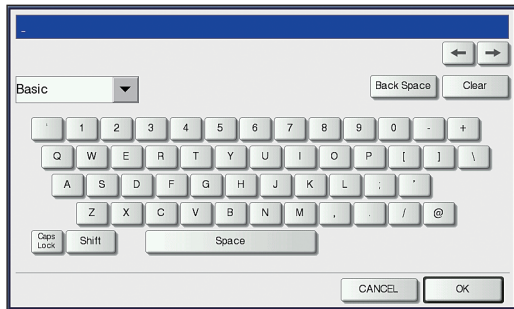 _
Basic
Back Space Clear
` 1 2 3 4 5 6 7 8 9 0 - +
Q W E R T Y U I O P [ ] \
A S D F G H J K L ; '
Z X C V B N M , . / @
Caps Lock Shift Space
CANCEL OK